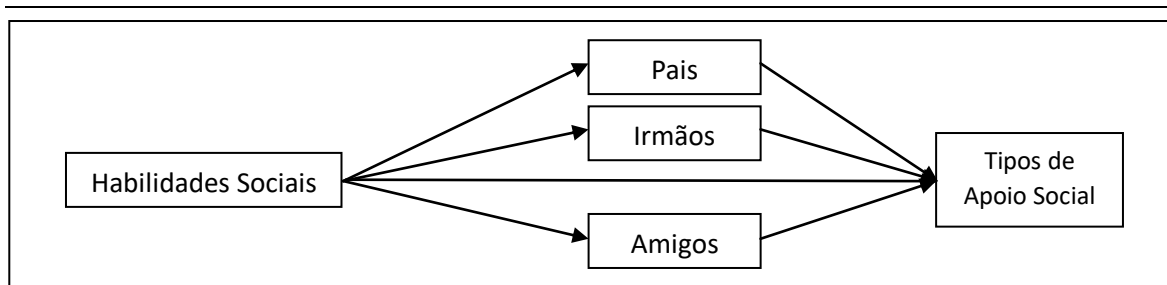 Pais
Irmãos
Habilidades Sociais
Tipos de
Apoio Social
Amigos